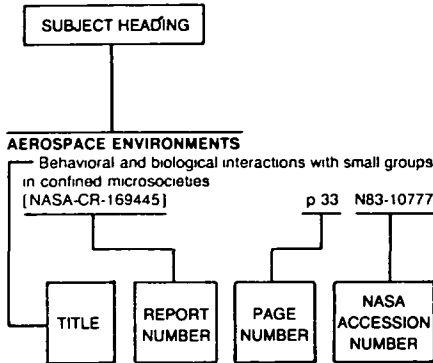 SUBJECT HEADING
AEROSPACE ENVIRONMENTS
Behavioral and biological interactions with small groups
in confined microsocieties
[NASA-CR-169445] p 33 N83-10777
TITLE
REPORT
NUMBER
PAGE
NUMBER
NASA
ACCESSION
NUMBER